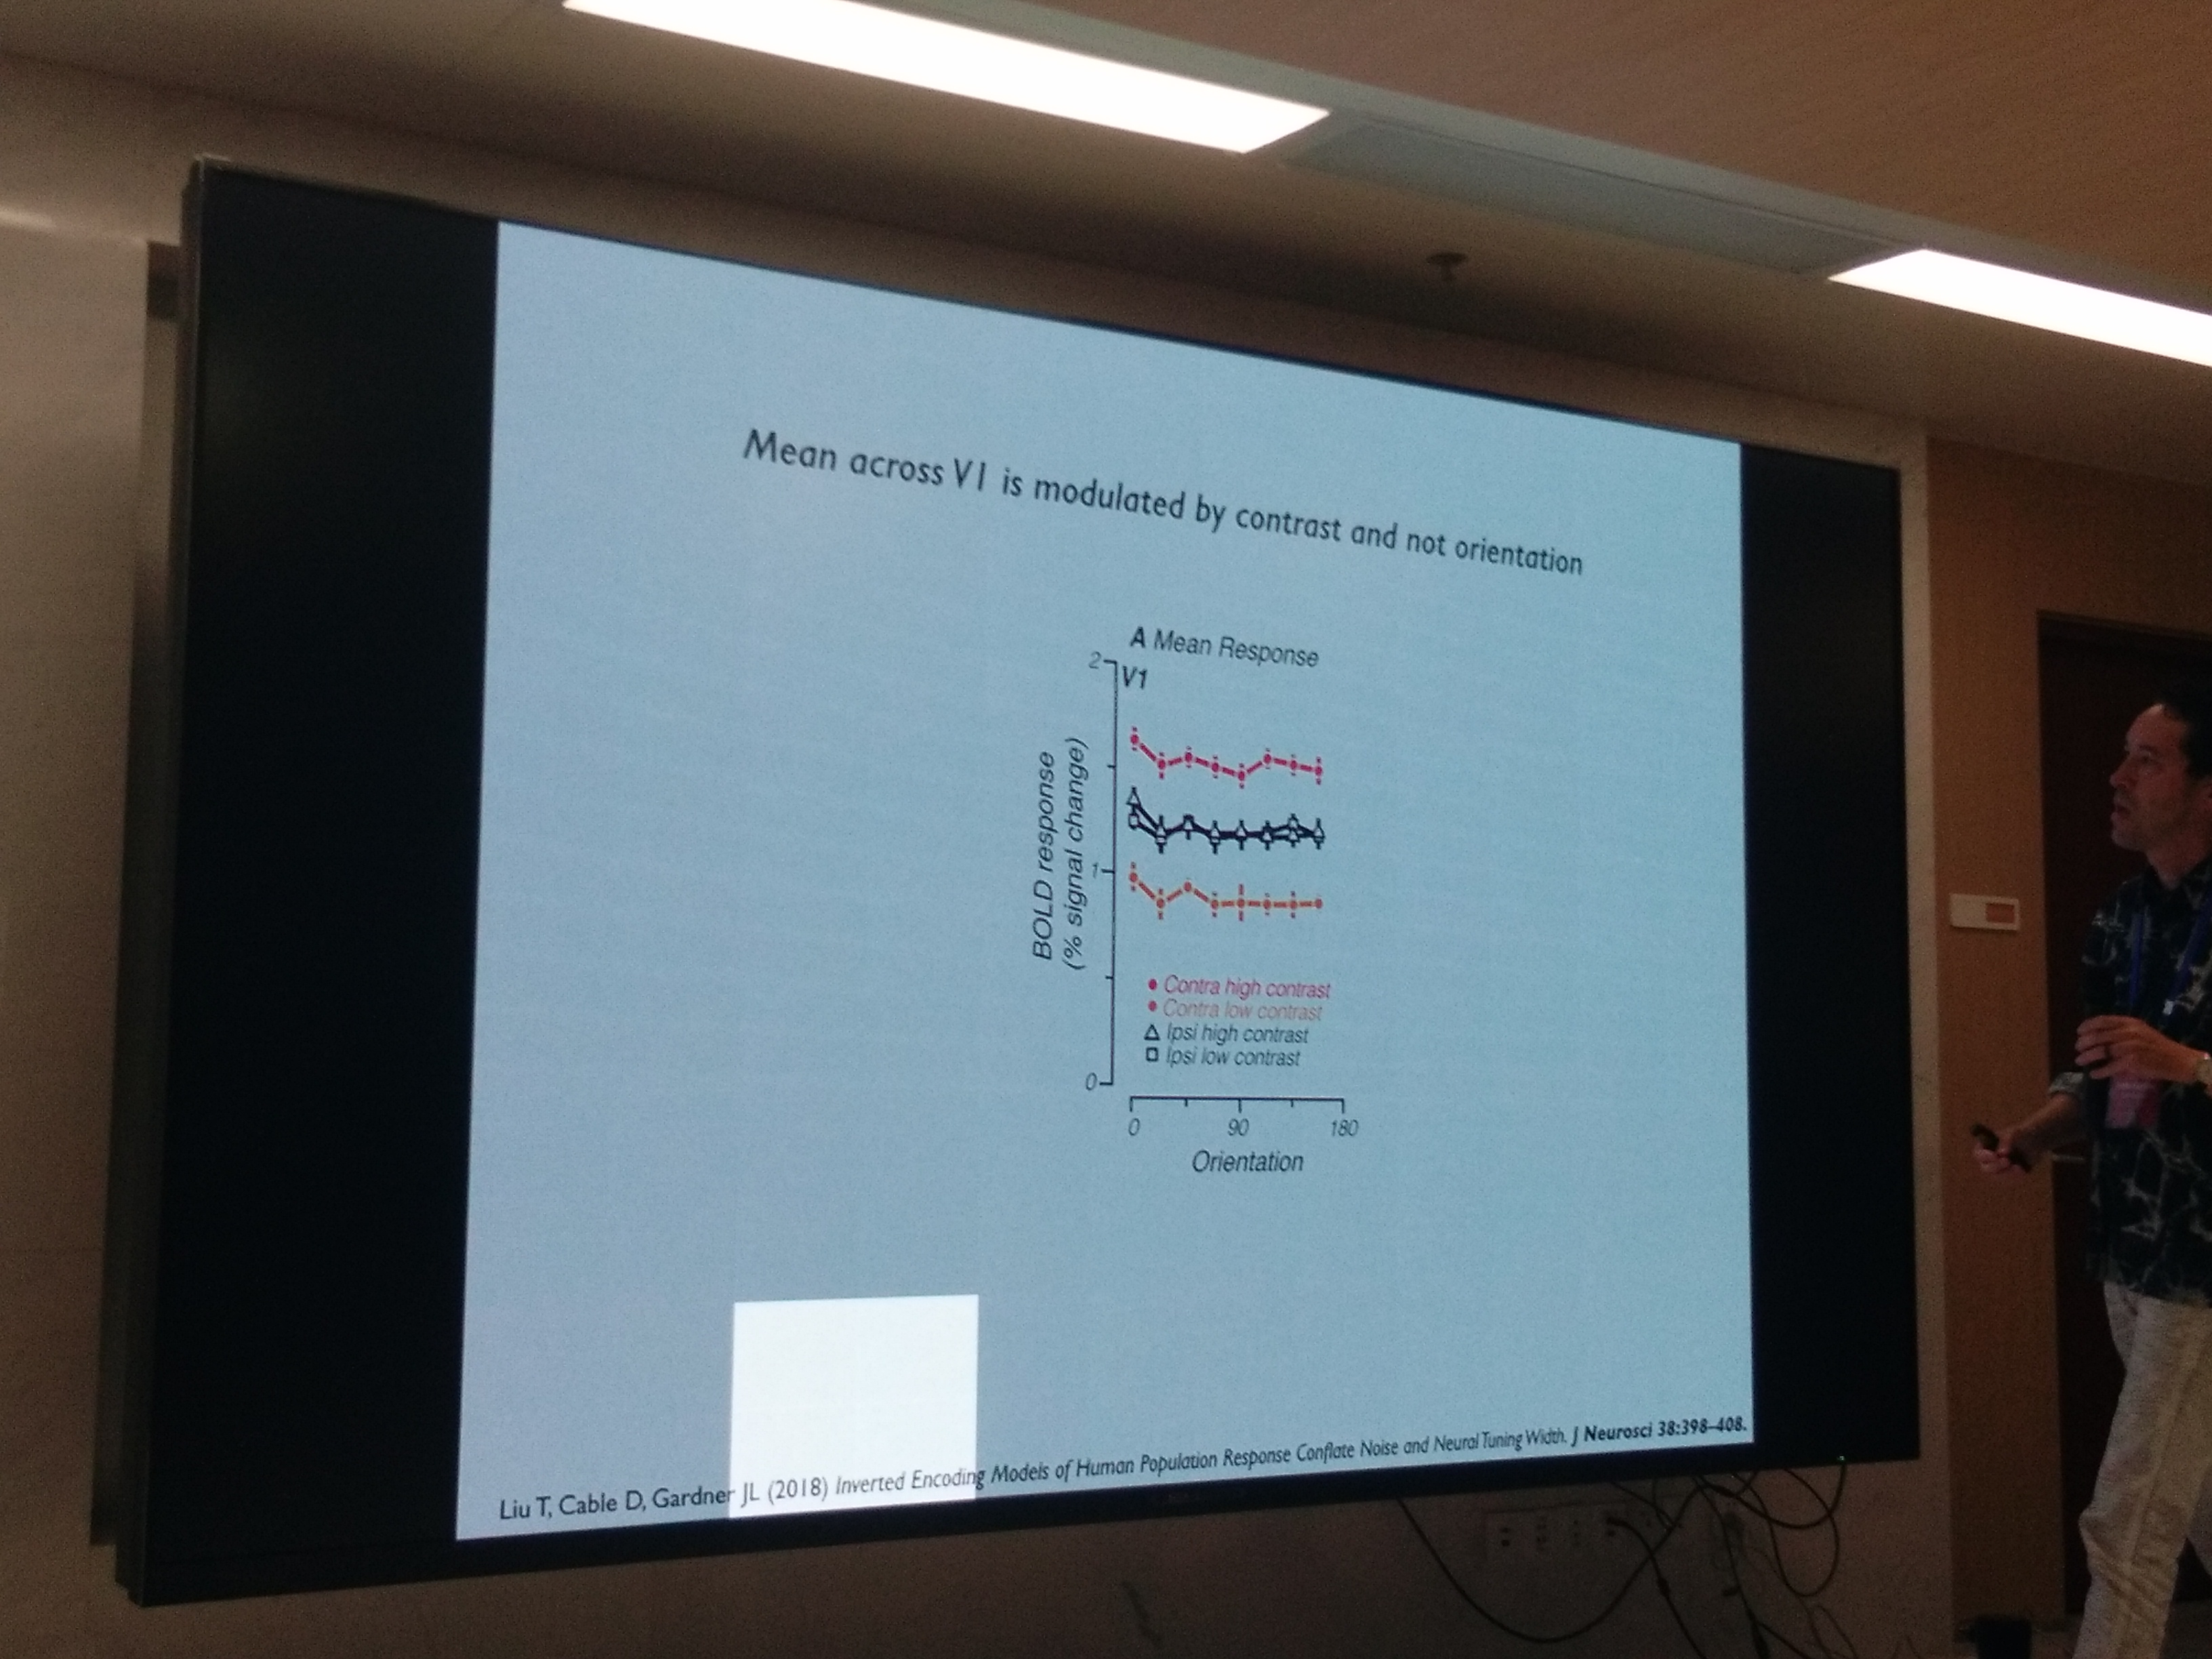 Mean across V1 is modulated by contrast and not orientation
A Mean Response
2
V1
BOLD response
(% signal change)
1
Contra high contrast
Contra low contrast
Ipsi high contrast
Ipsi low contrast
0
0 90 180
Orientation
Liu T, Cable D, Gardner JL (2018) Inverted Encoding Models of Human Population Response Conflate Noise and Neural Tuning Width. J Neurosci 38:398–408.